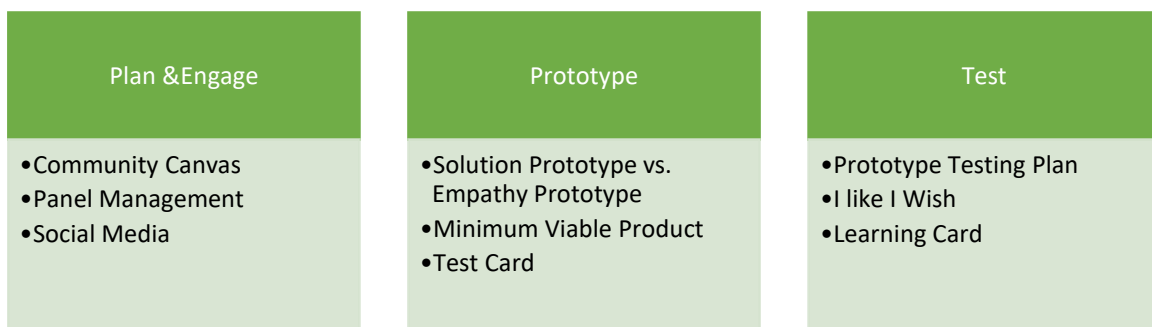 Plan &Engage
•Community Canvas
•Panel Management
•Social Media
Prototype
•Solution Prototype vs.
Empathy Prototype
•Minimum Viable Product
•Test Card
Test
•Prototype Testing Plan
•I like I Wish
•Learning Card